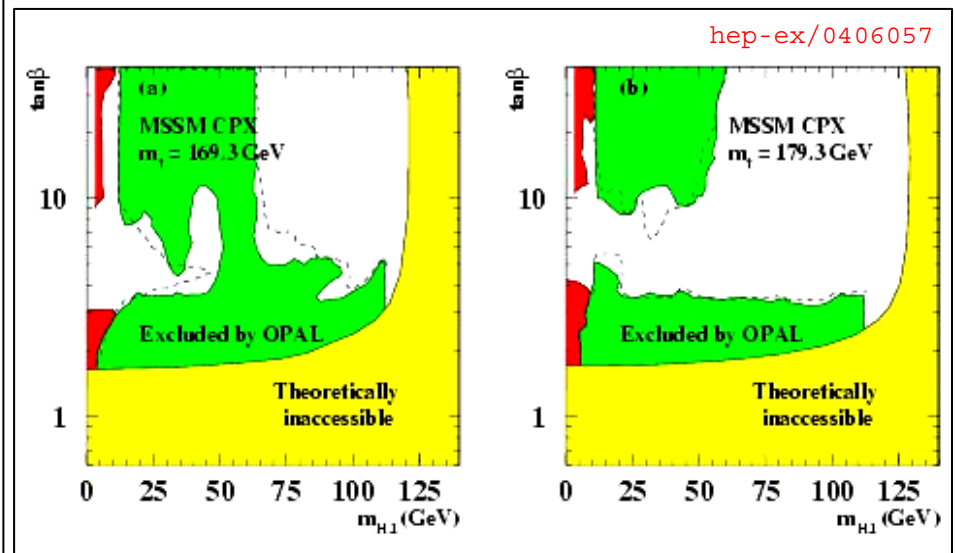 hep-ex/0406057
tanβ
(a)
MSSM CPX
m_t = 169.3 GeV
10
1
Excluded by OPAL
Theoretically
inaccessible
0 25 50 75 100 125
m_H1 (GeV)
tanβ
(b)
MSSM CPX
m_t = 179.3 GeV
10
1
Excluded by OPAL
Theoretically
inaccessible
0 25 50 75 100 125
m_H1 (GeV)